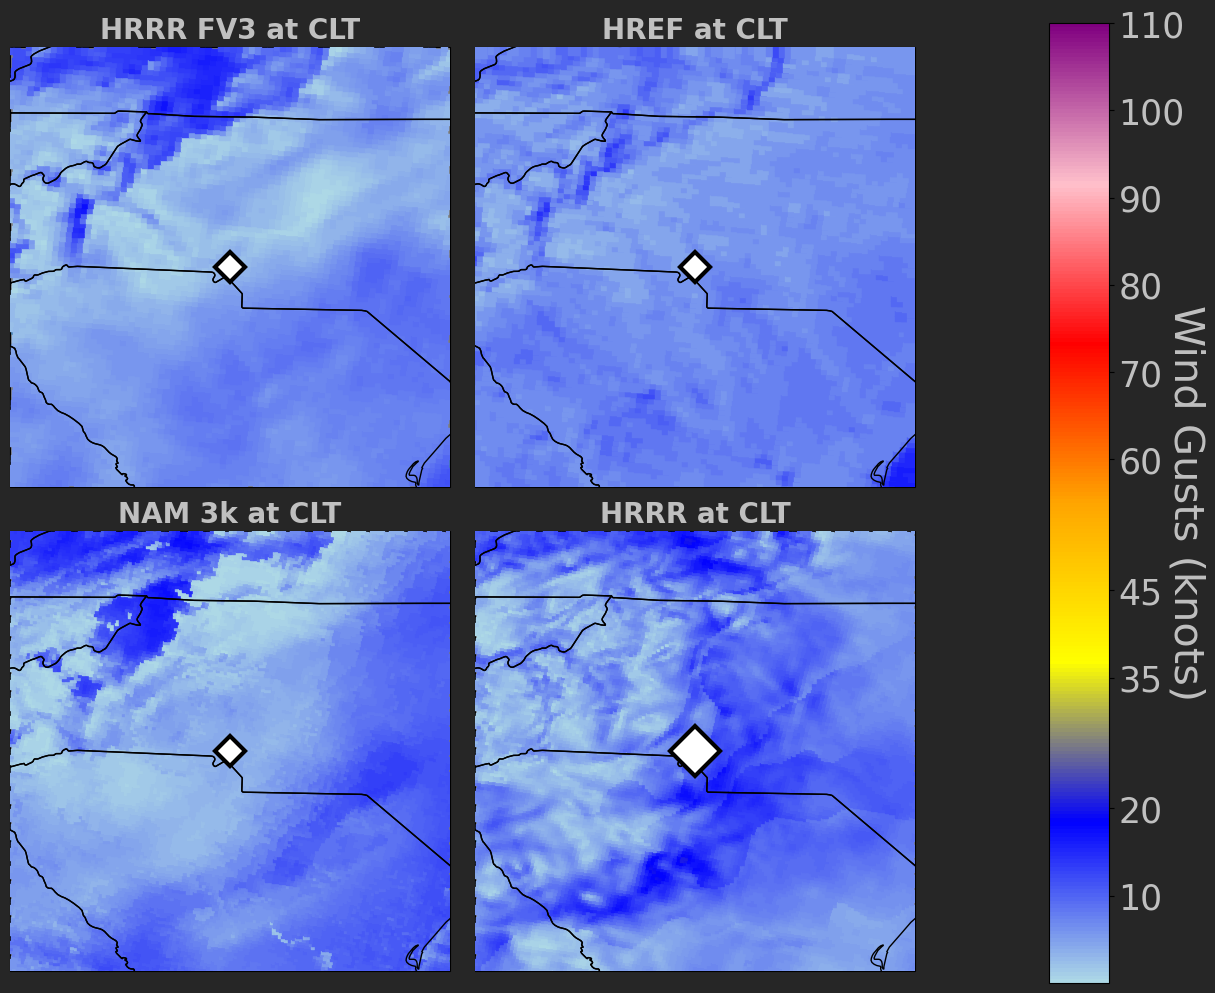 HRRR FV3 at CLT
HREF at CLT
NAM 3k at CLT
HRRR at CLT
110
100
90
80
70
60
45
35
20
10
Wind Gusts (knots)